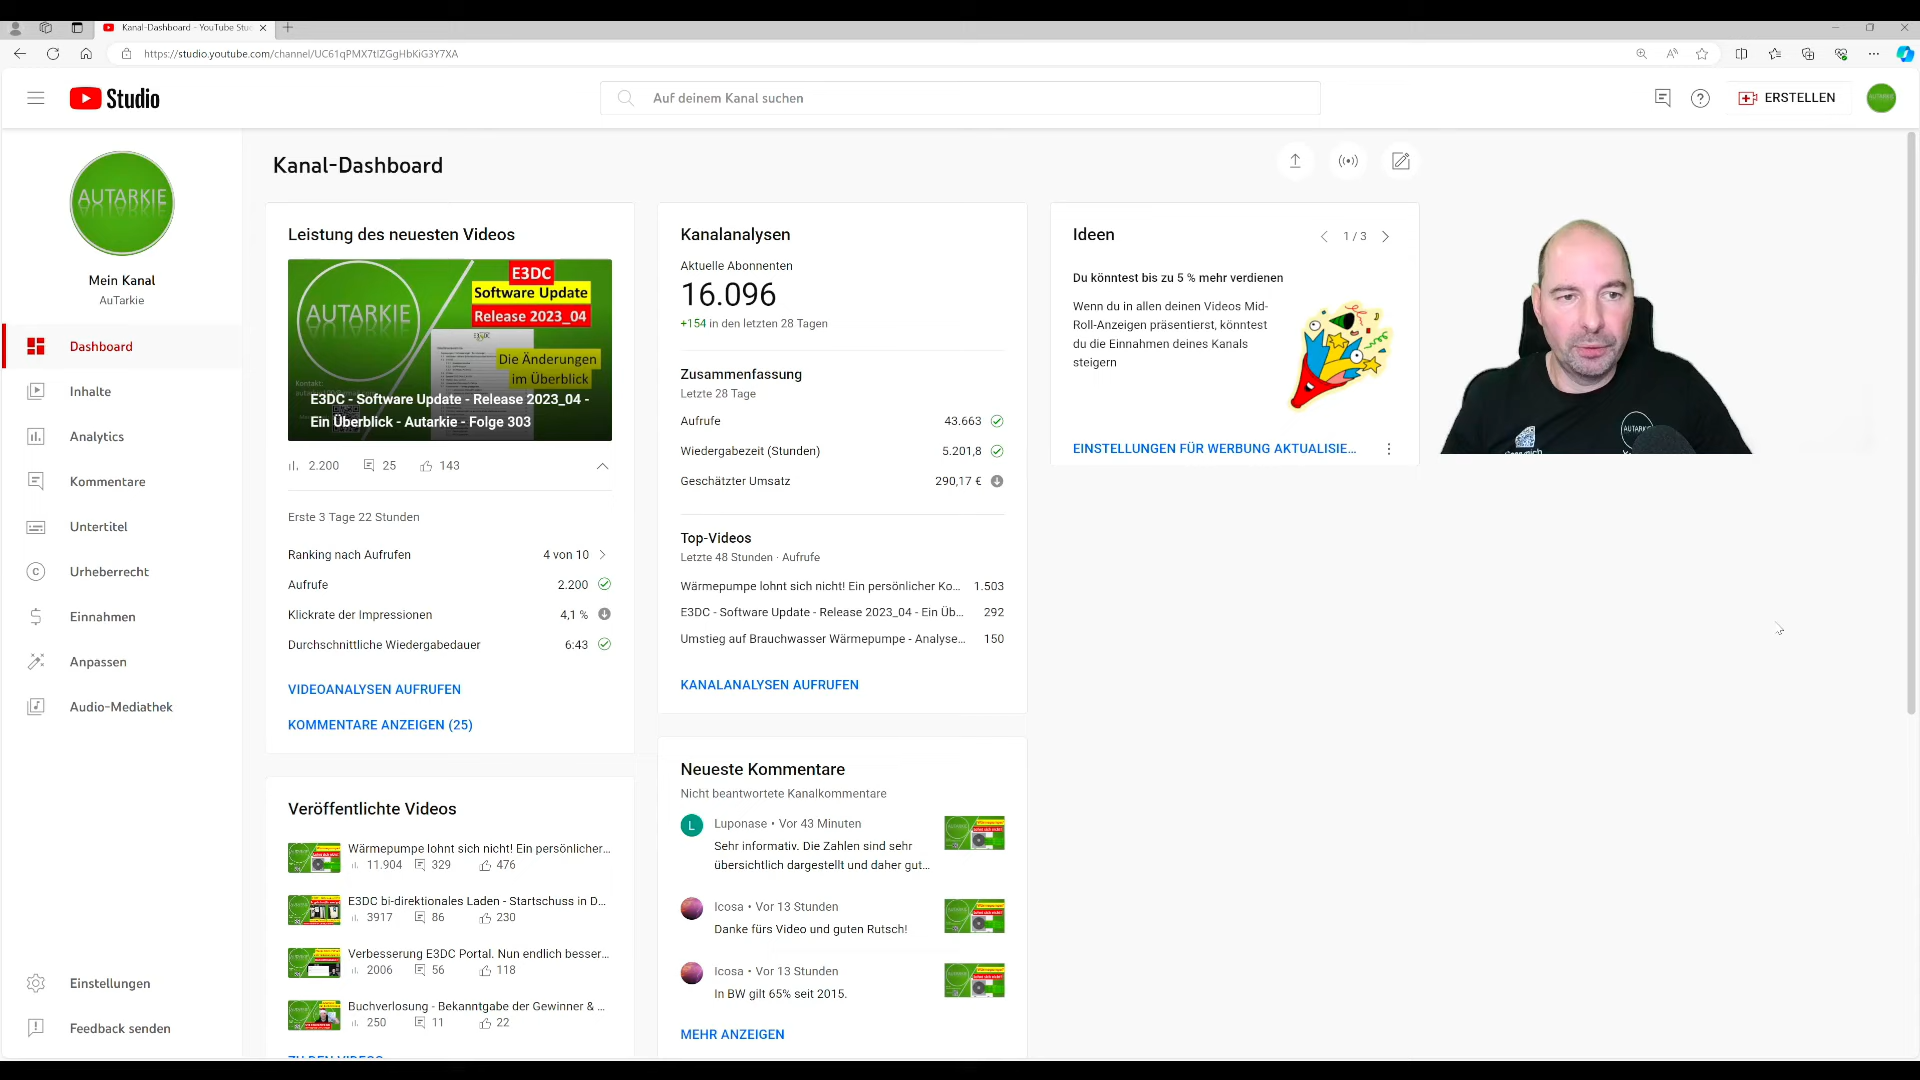 Kanal-Dashboard - YouTube Stu
https://studio.youtube.com/channel/UC61qPMX7tlZGgHbKiG3Y7XA
Studio
Auf deinem Kanal suchen
ERSTELLEN
AUTARKIE
Mein Kanal
AuTarkie
Dashboard
Inhalte
Analytics
Kommentare
Untertitel
Urheberrecht
Einnahmen
Anpassen
Audio-Mediathek
Einstellungen
Feedback senden
Kanal-Dashboard
Leistung des neuesten Videos
AUTARKIE
E3DC
Software Update
Release 2023_04
Die Änderungen
im Überblick
Kontakt:
E3DC - Software Update - Release 2023_04 -
Ein Überblick - Autarkie - Folge 303
2.200 25 143
Erste 3 Tage 22 Stunden
Ranking nach Aufrufen 4 von 10
Aufrufe 2.200
Klickrate der Impressionen 4,1 %
Durchschnittliche Wiedergabedauer 6:43
VIDEOANALYSEN AUFRUFEN
KOMMENTARE ANZEIGEN (25)
Veröffentlichte Videos
Wärmepumpe lohnt sich nicht! Ein persönlicher...
11.904 329 476
E3DC bi-direktionales Laden - Startschuss in D...
3917 86 230
Verbesserung E3DC Portal. Nun endlich besser...
2006 56 118
Buchverlosung - Bekanntgabe der Gewinner & ...
250 11 22
ZU DEN VIDEOS
Kanalanalysen
Aktuelle Abonnenten
16.096
+154 in den letzten 28 Tagen
Zusammenfassung
Letzte 28 Tage
Aufrufe 43.663
Wiedergabezeit (Stunden) 5.201,8
Geschätzter Umsatz 290,17 €
Top-Videos
Letzte 48 Stunden · Aufrufe
Wärmepumpe lohnt sich nicht! Ein persönlicher Ko... 1.503
E3DC - Software Update - Release 2023_04 - Ein Üb... 292
Umstieg auf Brauchwasser Wärmepumpe - Analyse... 150
KANALANALYSEN AUFRUFEN
Neueste Kommentare
Nicht beantwortete Kanalkommentare
L
Luponase • Vor 43 Minuten
Sehr informativ. Die Zahlen sind sehr
übersichtlich dargestellt und daher gut...
Icosa • Vor 13 Stunden
Danke fürs Video und guten Rutsch!
Icosa • Vor 13 Stunden
In BW gilt 65% seit 2015.
MEHR ANZEIGEN
Ideen
1 / 3
Du könntest bis zu 5 % mehr verdienen
Wenn du in allen deinen Videos Mid-
Roll-Anzeigen präsentierst, könntest
du die Einnahmen deines Kanals
steigern
EINSTELLUNGEN FÜR WERBUNG AKTUALISIE...